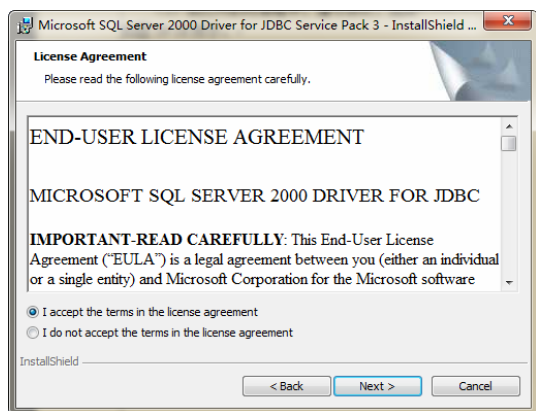 Microsoft SQL Server 2000 Driver for JDBC Service Pack 3 - InstallShield ...
License Agreement
Please read the following license agreement carefully.
END-USER LICENSE AGREEMENT
MICROSOFT SQL SERVER 2000 DRIVER FOR JDBC
IMPORTANT-READ CAREFULLY: This End-User License
Agreement ("EULA") is a legal agreement between you (either an individual
or a single entity) and Microsoft Corporation for the Microsoft software
I accept the terms in the license agreement
I do not accept the terms in the license agreement
InstallShield
< Back Next > Cancel